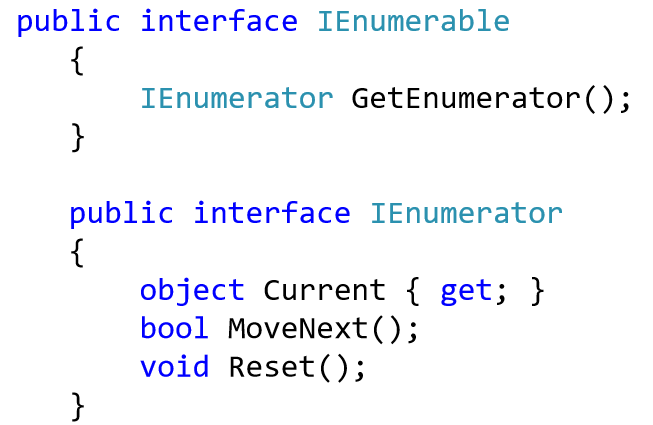 public interface IEnumerable
{
IEnumerator GetEnumerator();
}
public interface IEnumerator
{
object Current { get; }
bool MoveNext();
void Reset();
}